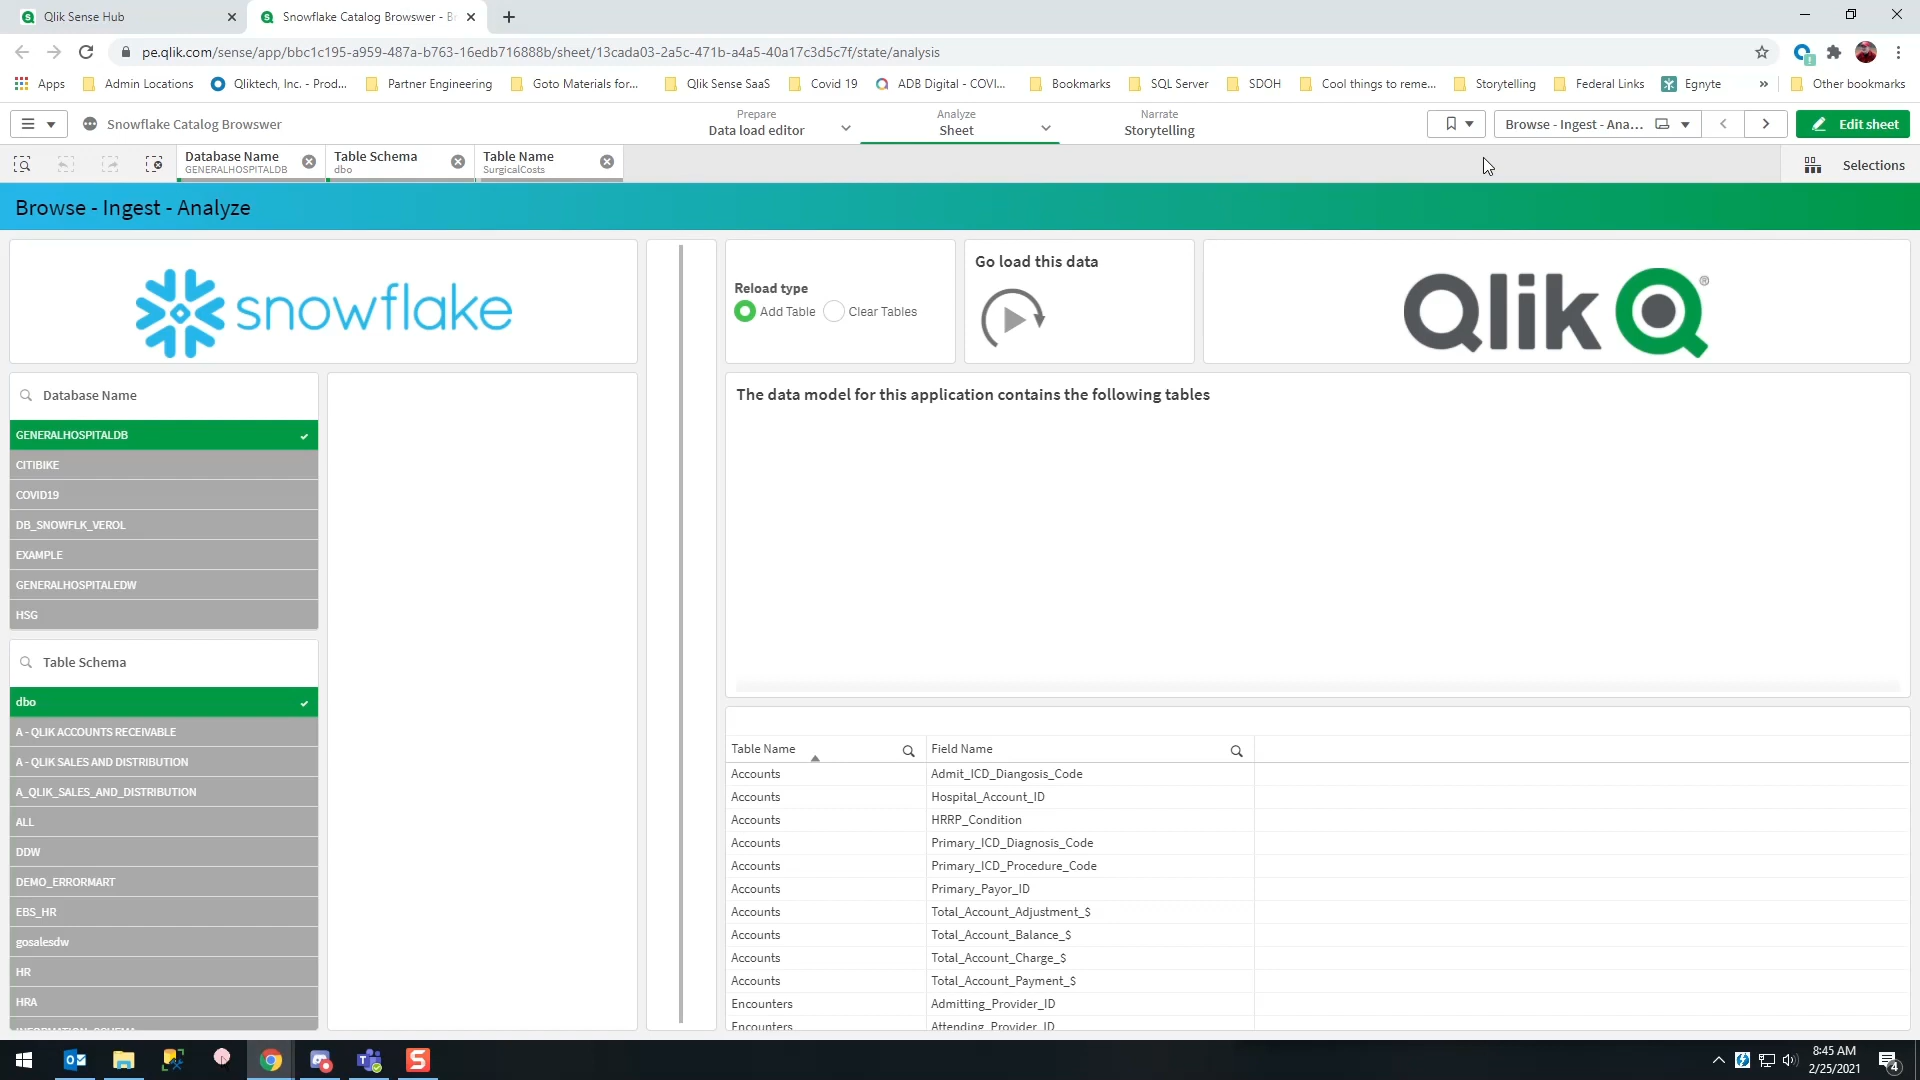 Qlik Sense Hub
Snowflake Catalog Browswer - Br
pe.qlik.com/sense/app/bbc1c195-a959-487a-b763-16edb716888b/sheet/13cada03-2a5c-471b-a4a5-40a17c3d5c7f/state/analysis
Apps
Admin Locations
Qliktech, Inc. - Prod...
Partner Engineering
Goto Materials for...
Qlik Sense SaaS
Covid 19
ADB Digital - COVI...
Bookmarks
SQL Server
SDOH
Cool things to reme...
Storytelling
Federal Links
Egnyte
»
Other bookmarks
Snowflake Catalog Browswer
Prepare
Data load editor
Analyze
Sheet
Narrate
Storytelling
Browse - Ingest - Ana...
Edit sheet
Database Name
GENERALHOSPITALDB
Table Schema
dbo
Table Name
SurgicalCosts
Selections
Browse - Ingest - Analyze
snowflake
Reload type
Add Table
Clear Tables
Go load this data
Qlik
®
Database Name
GENERALHOSPITALDB
CITIBIKE
COVID19
DB_SNOWFLK_VEROL
EXAMPLE
GENERALHOSPITALEDW
HSG
Table Schema
dbo
A - QLIK ACCOUNTS RECEIVABLE
A - QLIK SALES AND DISTRIBUTION
A_QLIK_SALES_AND_DISTRIBUTION
ALL
DDW
DEMO_ERRORMART
EBS_HR
gosalesdw
HR
HRA
INFORMATION_SCHEMA
The data model for this application contains the following tables
Table Name Field Name
Accounts Admit_ICD_Diangosis_Code
Accounts Hospital_Account_ID
Accounts HRRP_Condition
Accounts Primary_ICD_Diagnosis_Code
Accounts Primary_ICD_Procedure_Code
Accounts Primary_Payor_ID
Accounts Total_Account_Adjustment_$
Accounts Total_Account_Balance_$
Accounts Total_Account_Charge_$
Accounts Total_Account_Payment_$
Encounters Admitting_Provider_ID
Encounters Attending_Provider_ID
8:45 AM
2/25/2021
4